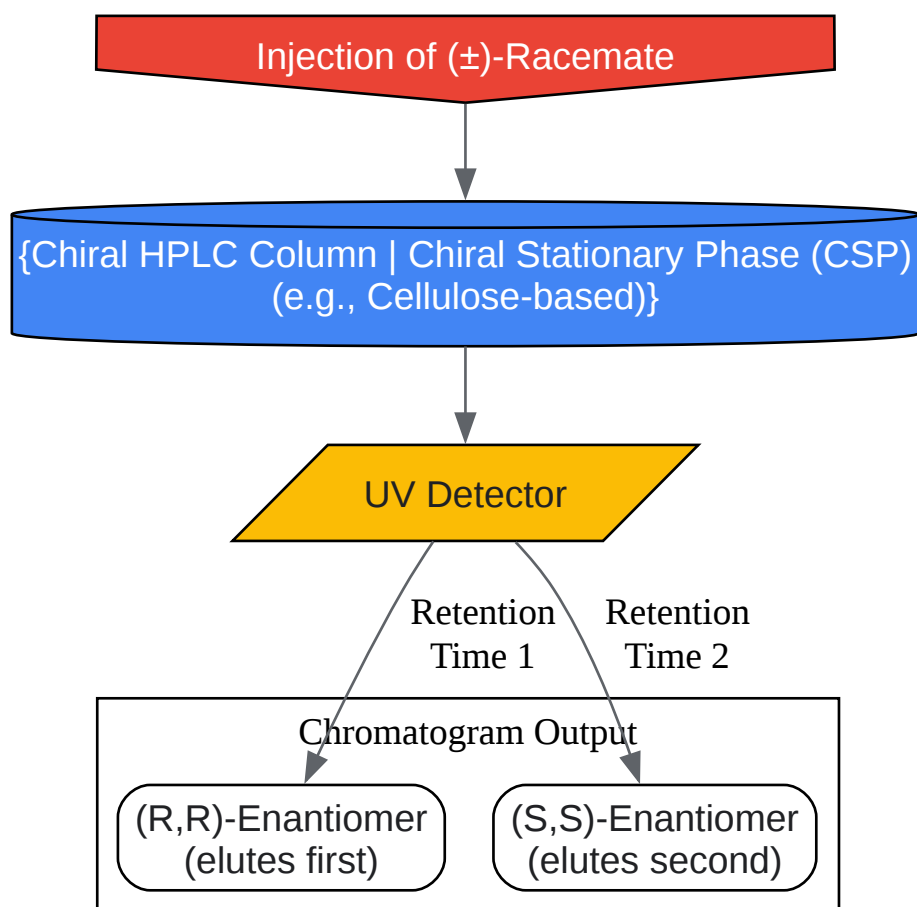 Injection of (±)-Racemate
{Chiral HPLC Column | Chiral Stationary Phase (CSP)
(e.g., Cellulose-based)}
UV Detector
Retention
Time 1
Retention
Time 2
Chromatogram Output
(R,R)-Enantiomer
(elutes first)
(S,S)-Enantiomer
(elutes second)